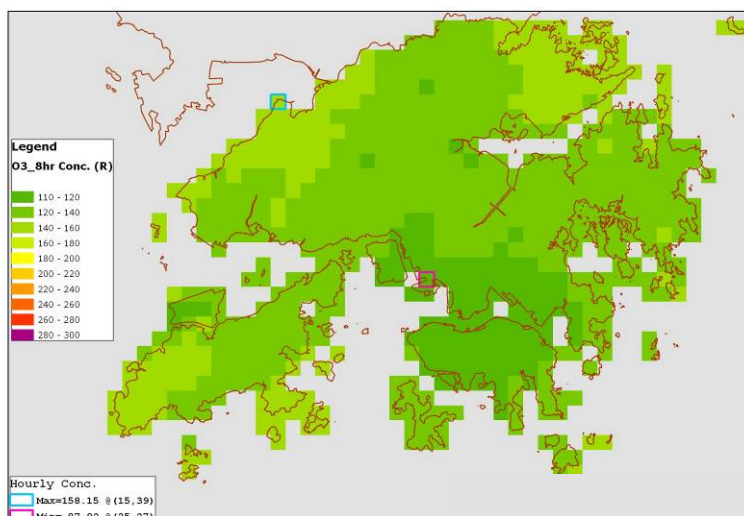 Legend
O3_8hr Conc. (R)
110 - 120
120 - 140
140 - 160
160 - 180
180 - 200
200 - 220
220 - 240
240 - 260
260 - 280
280 - 300
Hourly Conc.
Max=158.15 @(15,39)